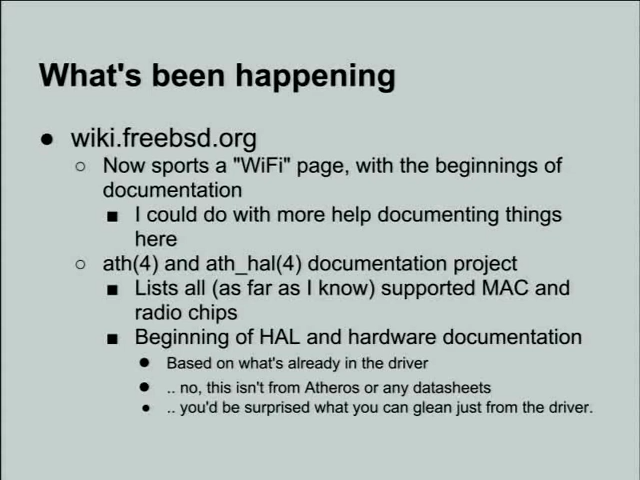 What's been happening
● wiki.freebsd.org
○ Now sports a "WiFi" page, with the beginnings of
documentation
■ I could do with more help documenting things
here
○ ath(4) and ath_hal(4) documentation project
■ Lists all (as far as I know) supported MAC and
radio chips
■ Beginning of HAL and hardware documentation
● Based on what's already in the driver
● .. no, this isn't from Atheros or any datasheets
● .. you'd be surprised what you can glean just from the driver.